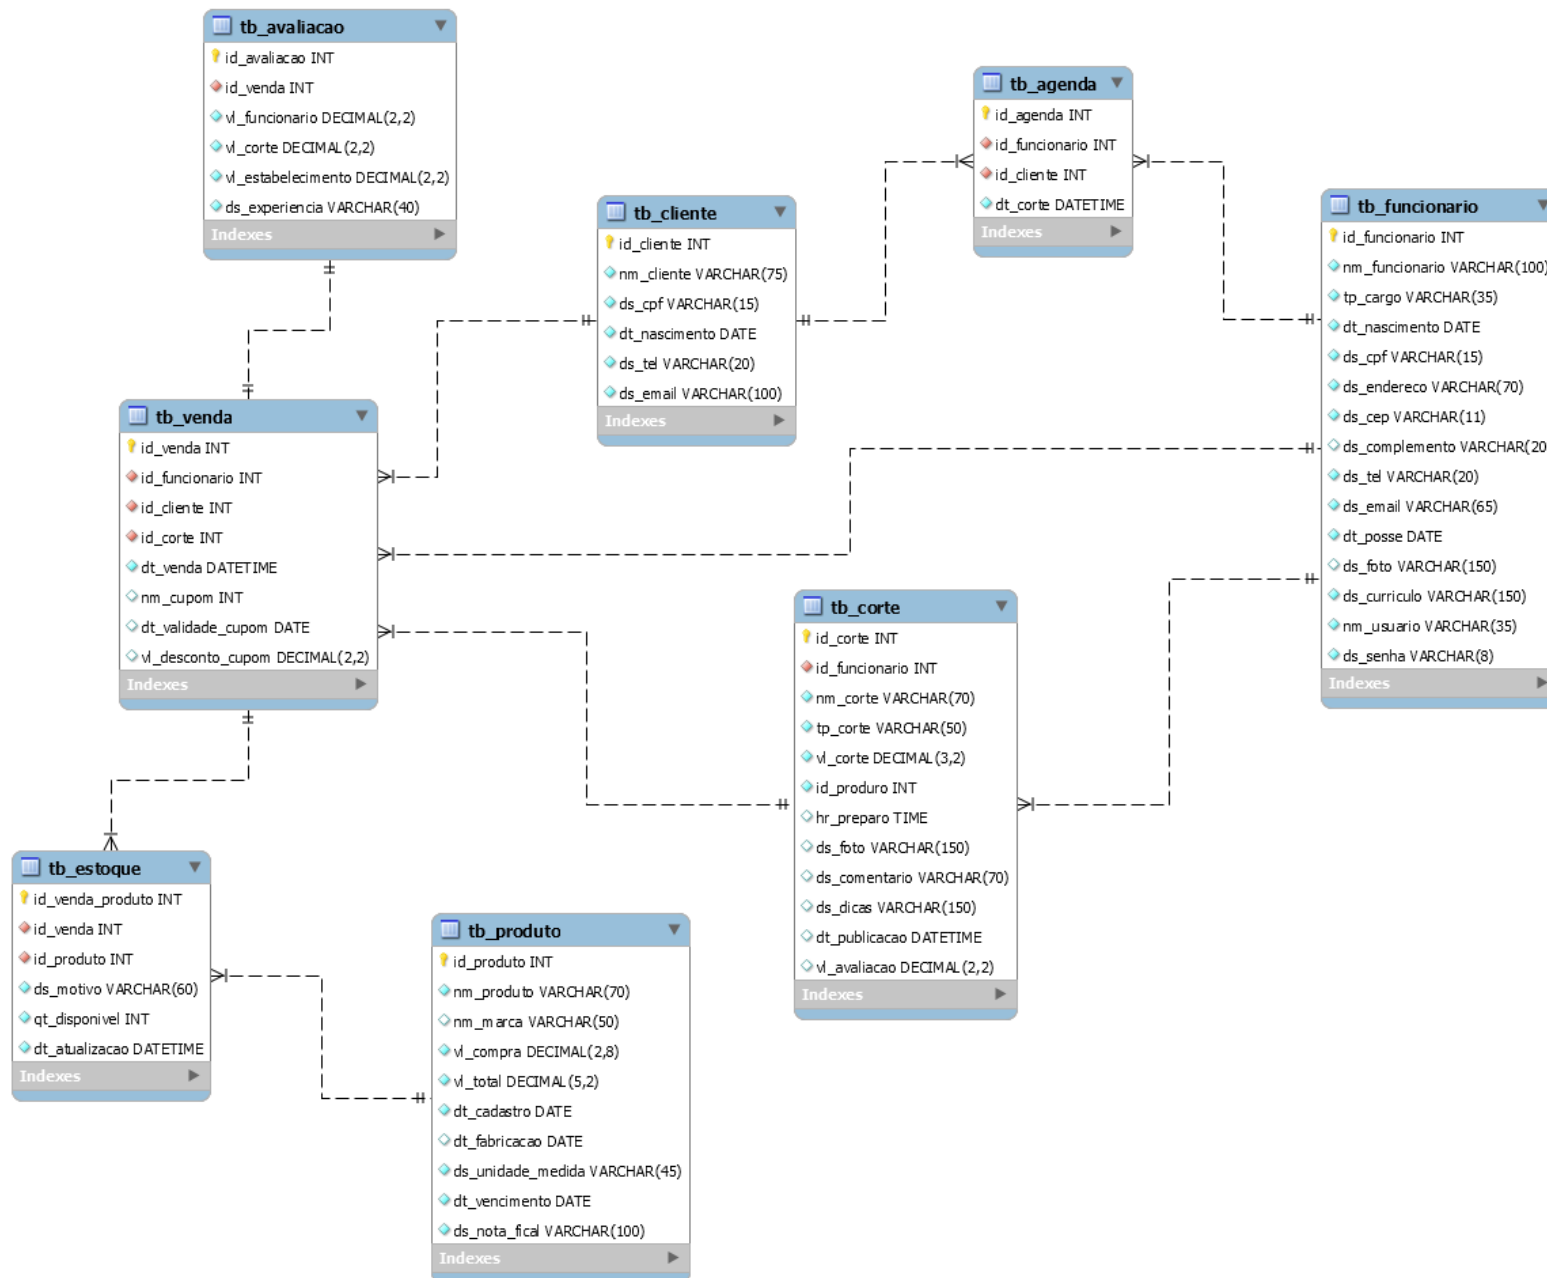 tb_avaliacao
id_avaliacao INT
id_venda INT
vl_funcionario DECIMAL(2,2)
vl_corte DECIMAL(2,2)
vl_estabelecimento DECIMAL(2,2)
ds_experiencia VARCHAR(40)
Indexes
tb_agenda
id_agenda INT
id_funcionario INT
id_cliente INT
dt_corte DATETIME
Indexes
tb_cliente
id_cliente INT
nm_cliente VARCHAR(75)
ds_cpf VARCHAR(15)
dt_nascimento DATE
ds_tel VARCHAR(20)
ds_email VARCHAR(100)
Indexes
tb_funcionario
id_funcionario INT
nm_funcionario VARCHAR(100)
tp_cargo VARCHAR(35)
dt_nascimento DATE
ds_cpf VARCHAR(15)
ds_endereco VARCHAR(70)
ds_cep VARCHAR(11)
ds_complemento VARCHAR(20
ds_tel VARCHAR(20)
ds_email VARCHAR(65)
dt_posse DATE
ds_foto VARCHAR(150)
ds_curriculo VARCHAR(150)
nm_usuario VARCHAR(35)
ds_senha VARCHAR(8)
Indexes
tb_venda
id_venda INT
id_funcionario INT
id_cliente INT
id_corte INT
dt_venda DATETIME
nm_cupom INT
dt_validade_cupom DATE
vl_desconto_cupom DECIMAL(2,2)
Indexes
tb_corte
id_corte INT
id_funcionario INT
nm_corte VARCHAR(70)
tp_corte VARCHAR(50)
vl_corte DECIMAL(3,2)
id_produro INT
hr_preparo TIME
ds_foto VARCHAR(150)
ds_comentario VARCHAR(70)
ds_dicas VARCHAR(150)
dt_publicacao DATETIME
vl_avaliacao DECIMAL(2,2)
Indexes
tb_estoque
id_venda_produto INT
id_venda INT
id_produto INT
ds_motivo VARCHAR(60)
qt_disponivel INT
dt_atualizacao DATETIME
Indexes
tb_produto
id_produto INT
nm_produto VARCHAR(70)
nm_marca VARCHAR(50)
vl_compra DECIMAL(2,8)
vl_total DECIMAL(5,2)
dt_cadastro DATE
dt_fabricacao DATE
ds_unidade_medida VARCHAR(45)
dt_vencimento DATE
ds_nota_fical VARCHAR(100)
Indexes